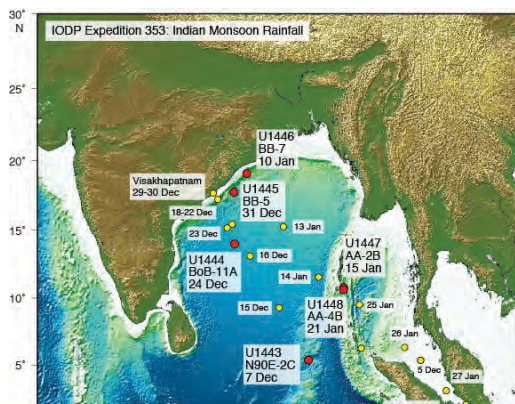 30°
N
IODP Expedition 353: Indian Monsoon Rainfall
25°
20°
15°
10°
5°
U1446
BB-7
10 Jan
Visakhapatnam
29-30 Dec
U1445
BB-5
31 Dec
18-22 Dec
23 Dec
13 Jan
U1444
BoB-11A
24 Dec
16 Dec
U1447
AA-2B
15 Jan
14 Jan
15 Dec
U1448
AA-4B
21 Jan
25 Jan
26 Jan
U1443
N90E-2C
7 Dec
5 Dec
27 Jan